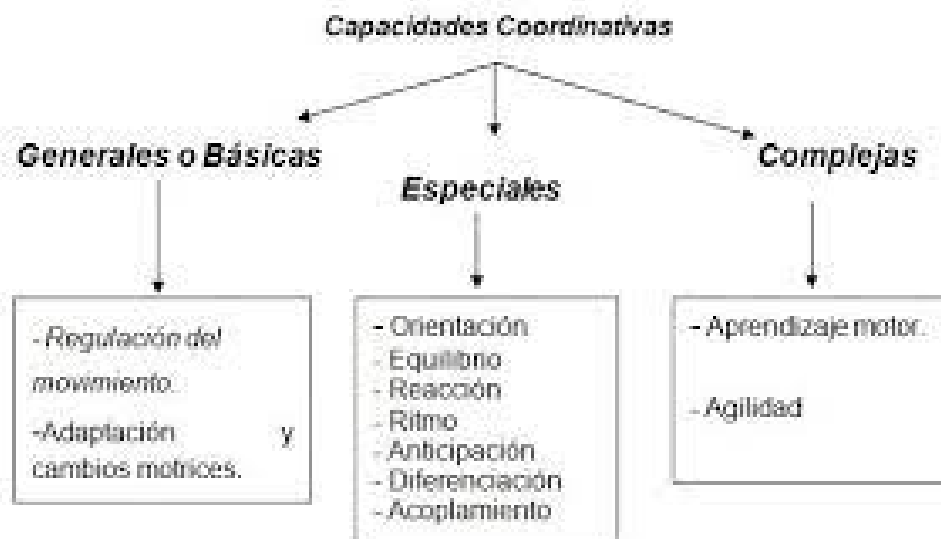 Capacidades Coordinativas
Generales o Básicas
Especiales
Complejas
-Regulación del
movimiento.
-Adaptación y
cambios motrices.
- Orientación
- Equilibrio
- Reacción
- Ritmo
- Anticipación
- Diferenciación
- Acoplamiento
- Aprendizaje motor.
- Agilidad